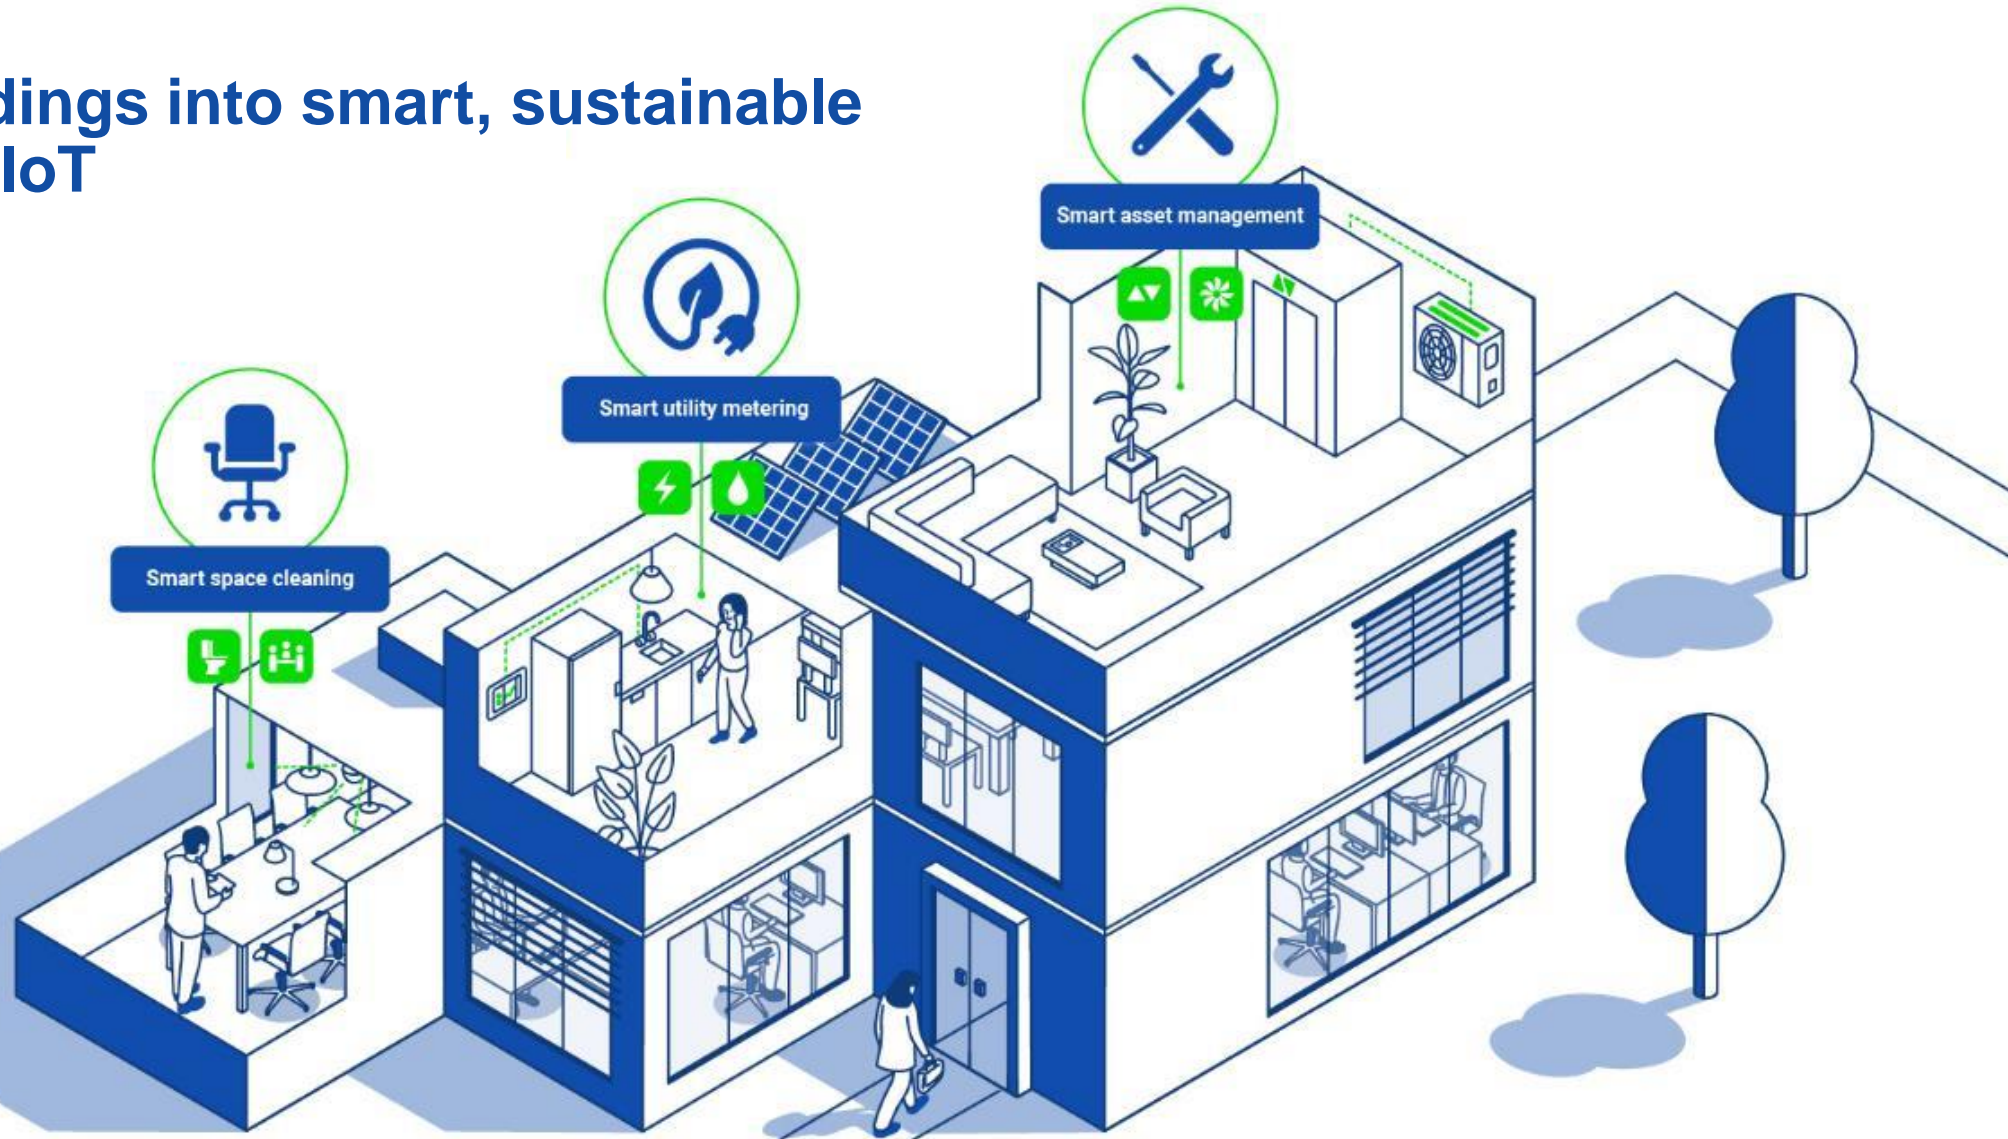 dings into smart, sustainable
IoT
Smart asset management
Smart utility metering
Smart space cleaning